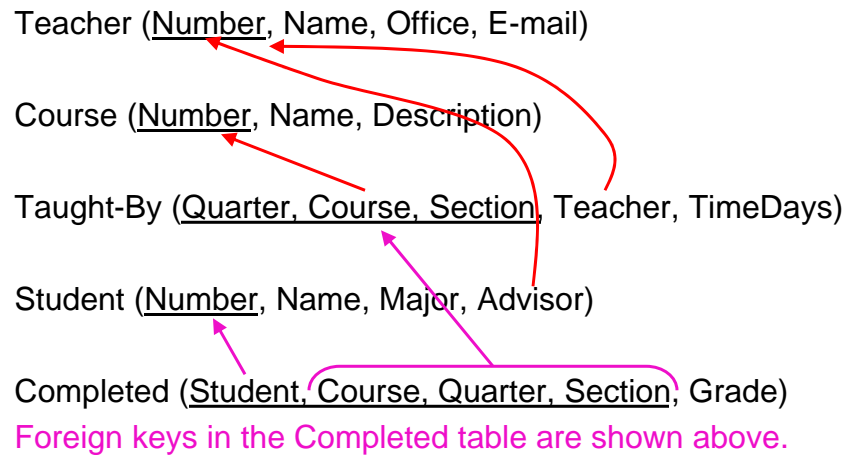 Teacher (Number, Name, Office, E-mail)
Course (Number, Name, Description)
Taught-By (Quarter, Course, Section, Teacher, TimeDays)
Student (Number, Name, Major, Advisor)
Completed (Student, Course, Quarter, Section, Grade)
Foreign keys in the Completed table are shown above.